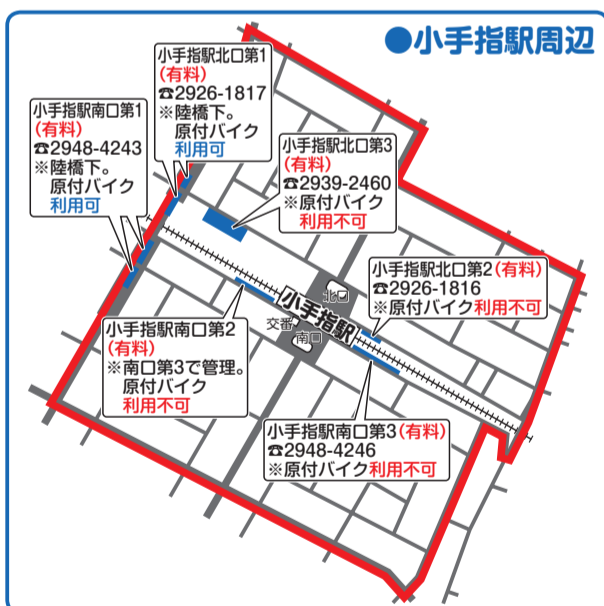 ●小手指駅周辺
小手指駅北口第1
(有料)
☎2926-1817
※陸橋下。
原付バイク
利用可
小手指駅南口第1
(有料)
☎2948-4243
※陸橋下。
原付バイク
利用可
小手指駅北口第3
(有料)
☎2939-2460
※原付バイク
利用不可
小手指駅北口第2(有料)
☎2926-1816
※原付バイク利用不可
北口
小手指駅
交番
南口
小手指駅南口第2
(有料)
※南口第3で管理。
原付バイク
利用不可
小手指駅南口第3(有料)
☎2948-4246
※原付バイク利用不可